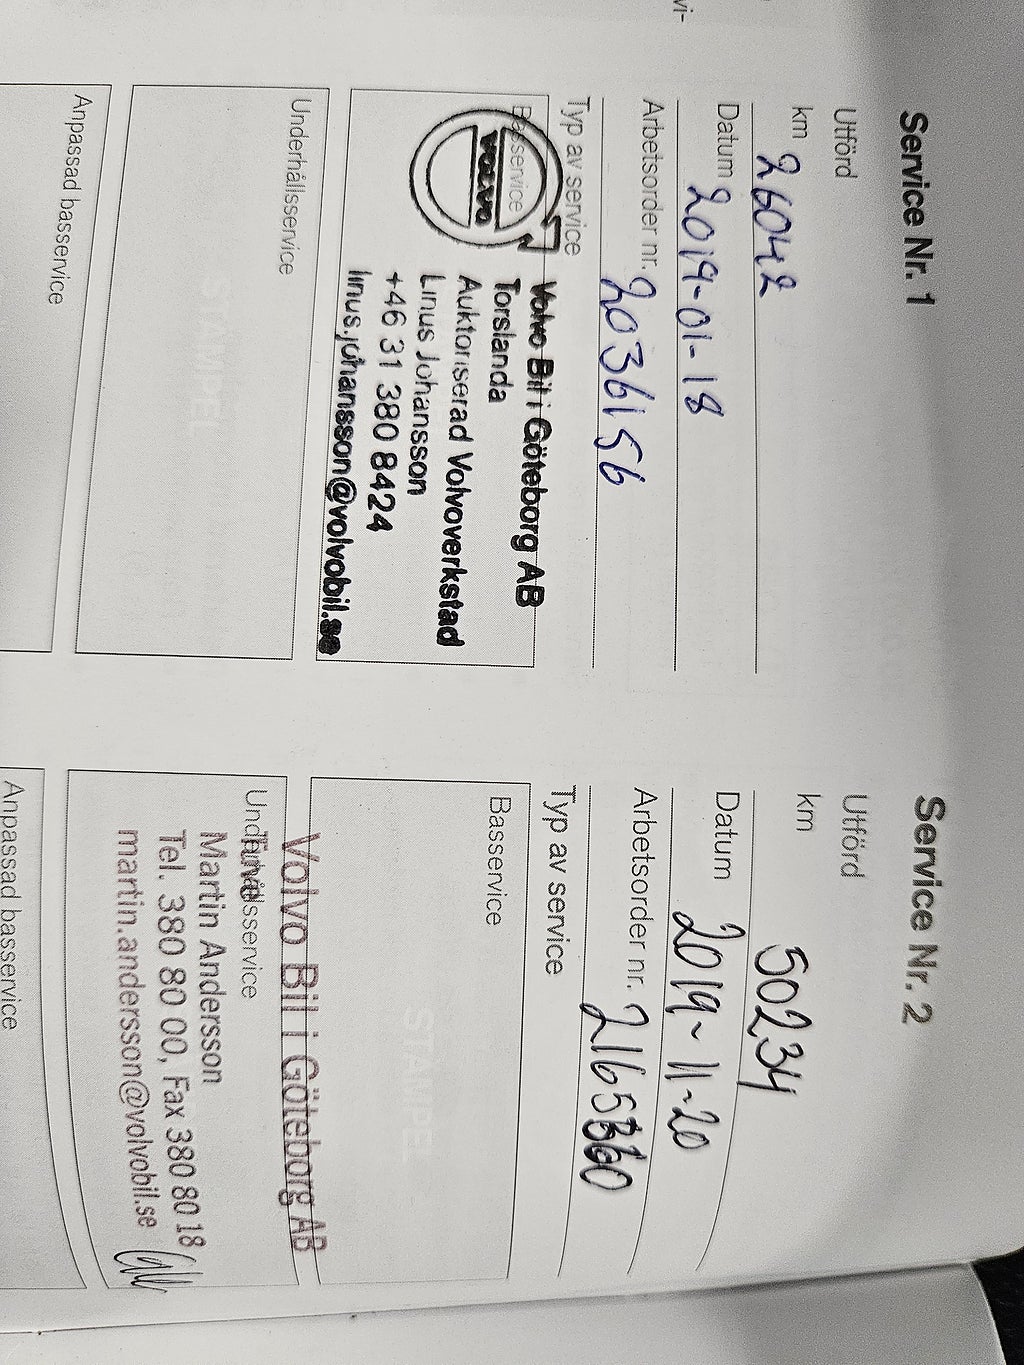 vi-
Service Nr. 1
Utförd
km 26042
Datum 2019-01-18
Arbetsorder nr. 2036156
Typ av service
Basservice
VOLVO
Volvo Bil i Göteborg AB
Torslanda
Auktoriserad Volvoverkstad
Linus Johansson
+46 31 380 8424
linus.johansson@volvobil.se
Underhållsservice
STÄMPEL
Anpassad basservice
Service Nr. 2
Utförd
km 50234
Datum 2019-11-20
Arbetsorder nr.
Typ av service
Basservice
STÄMPEL
Volvo Bil i Göteborg AB
Underhållsservice
Martin Andersson
Tel. 380 80 00, Fax 380 80 18
martin.andersson@volvobil.se
Anpassad basservice